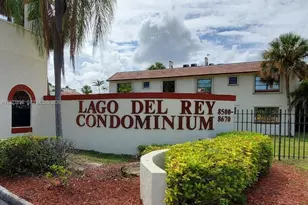 LAGO DEL REY
CONDOMINIUM
8500-
8670